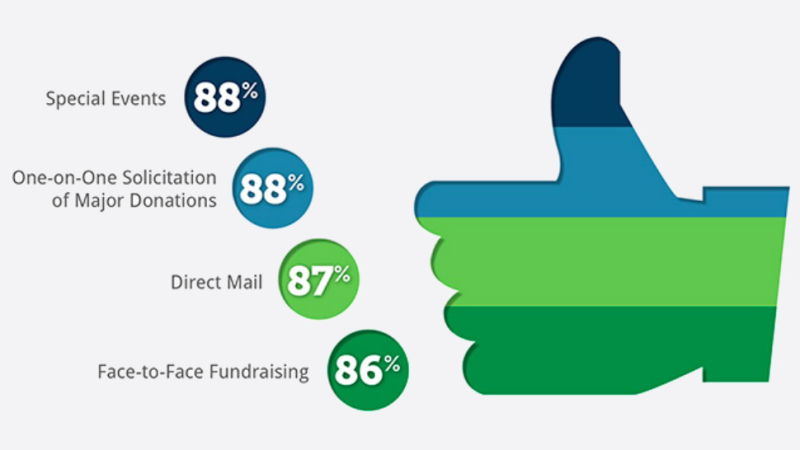 Special Events
88%
One-on-One Solicitation
of Major Donations
88%
Direct Mail
87%
Face-to-Face Fundraising
86%